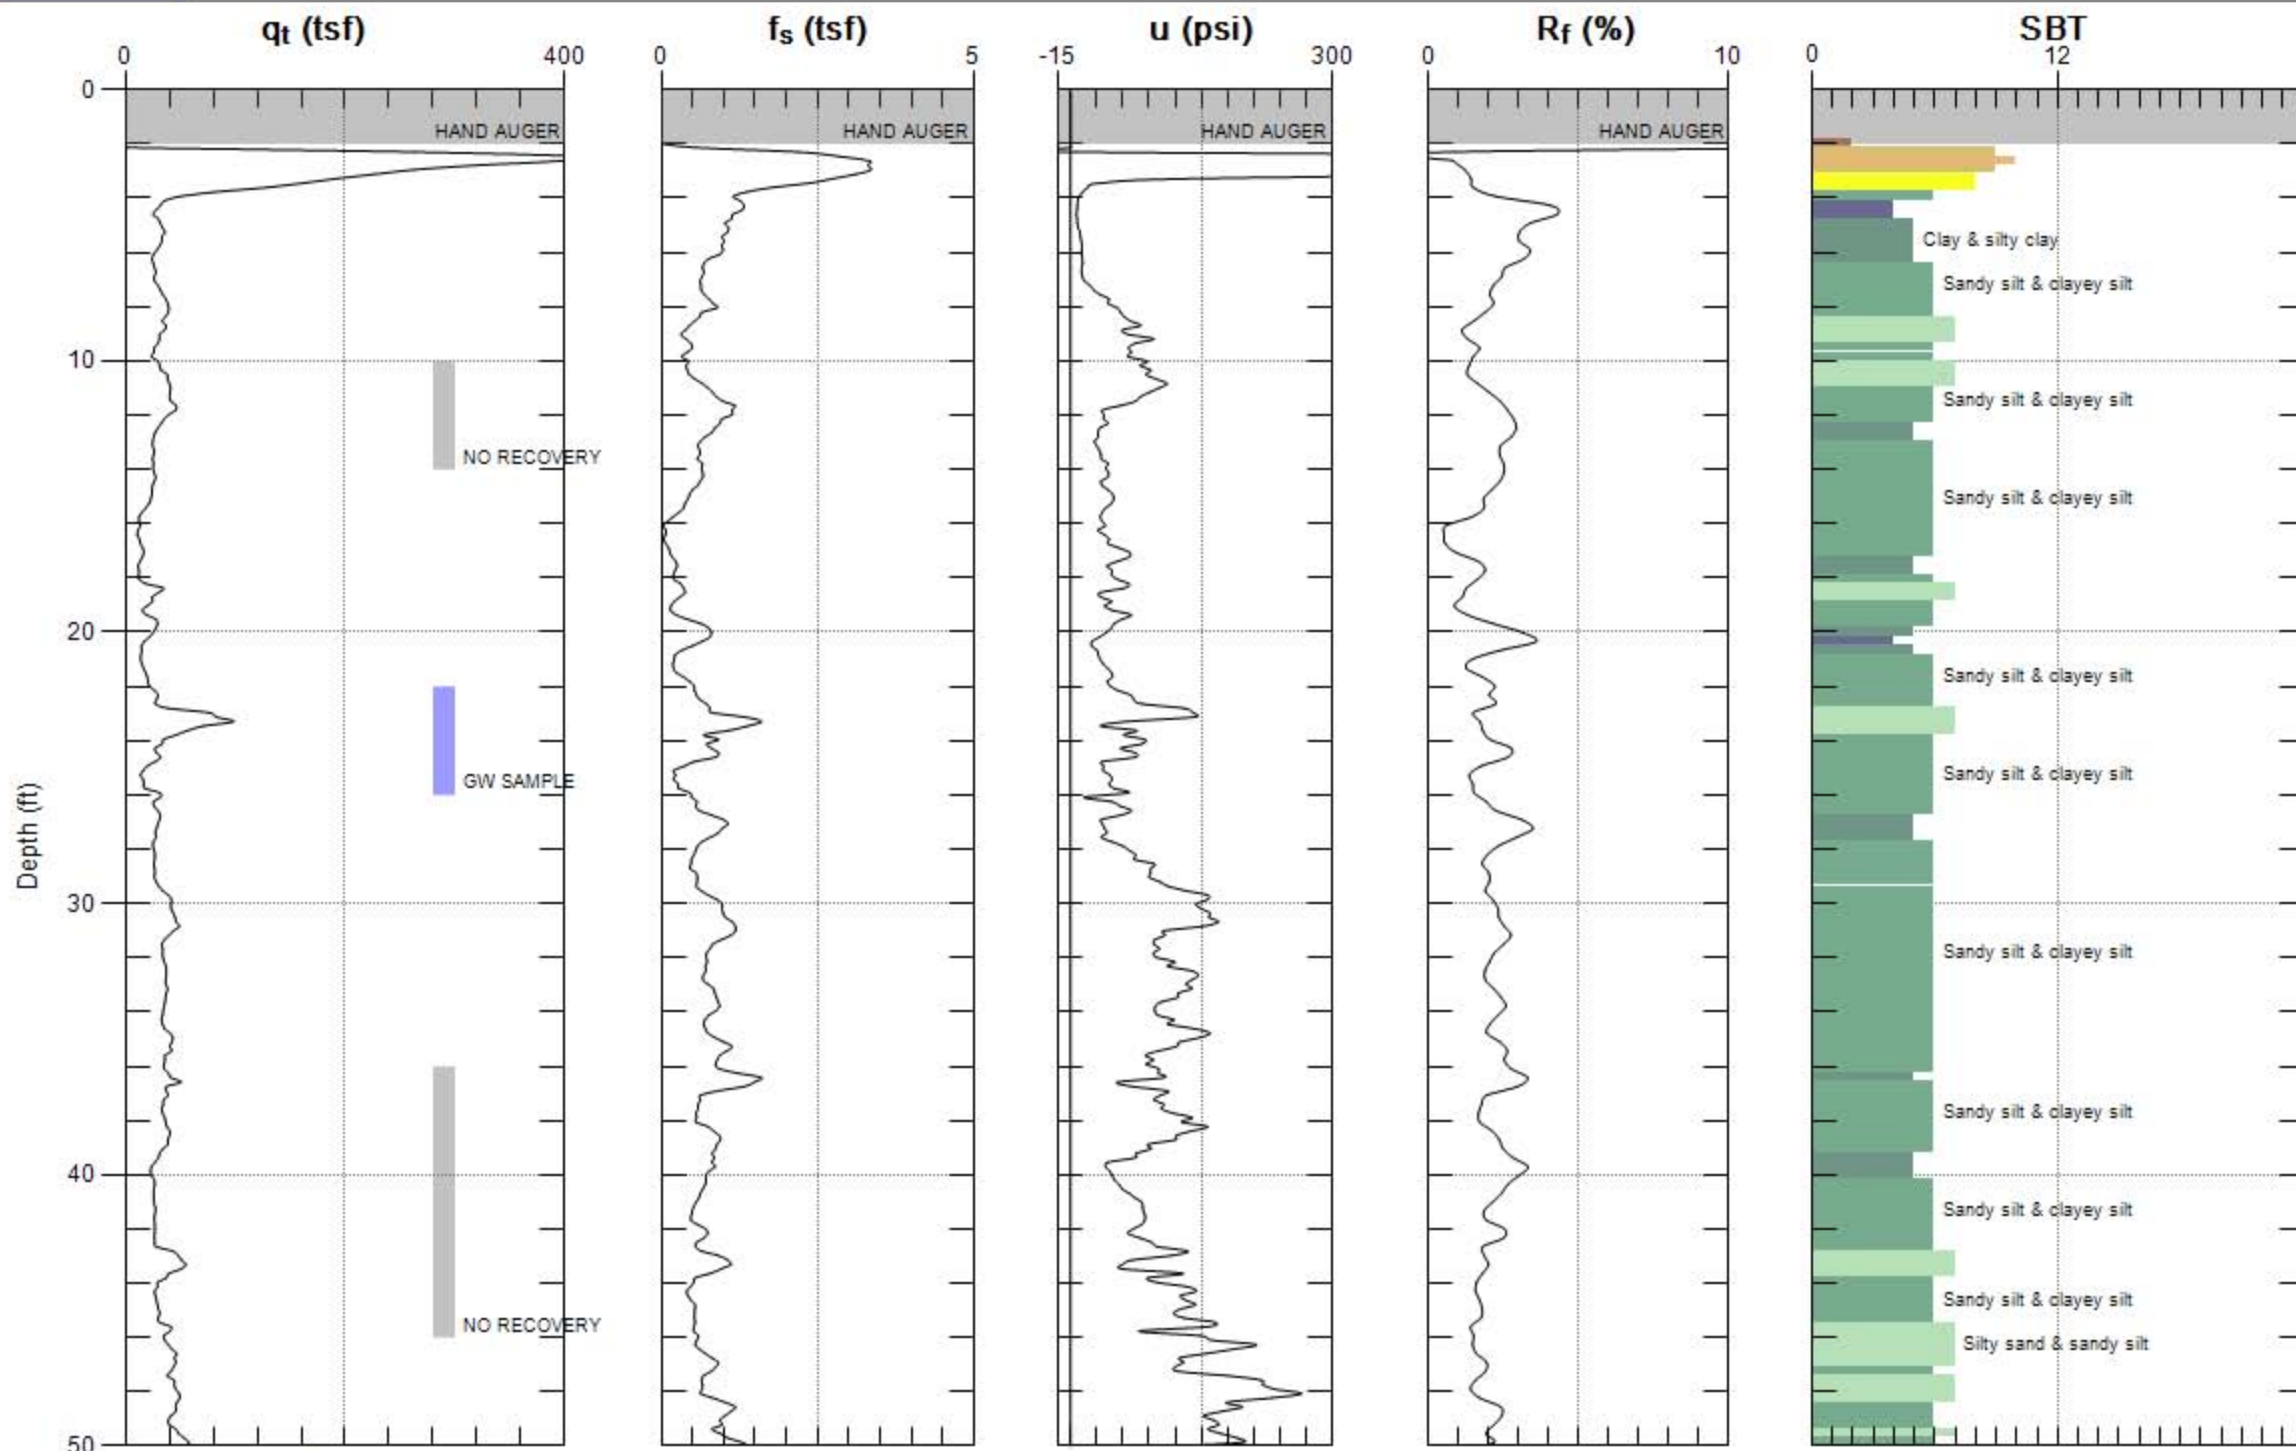 qt (tsf) fs (tsf) u (psi) Rf (%) SBT
0 400 0 5 -15 300 0 10 0 12
0
HAND AUGER HAND AUGER HAND AUGER HAND AUGER
Clay & silty clay
Sandy silt & clayey silt
10
Sandy silt & clayey silt
NO RECOVERY
Sandy silt & clayey silt
20
Sandy silt & clayey silt
GW SAMPLE
Sandy silt & clayey silt
Depth (ft)
30
Sandy silt & clayey silt
Sandy silt & clayey silt
40
Sandy silt & clayey silt
Sandy silt & clayey silt
NO RECOVERY
Silty sand & sandy silt
50